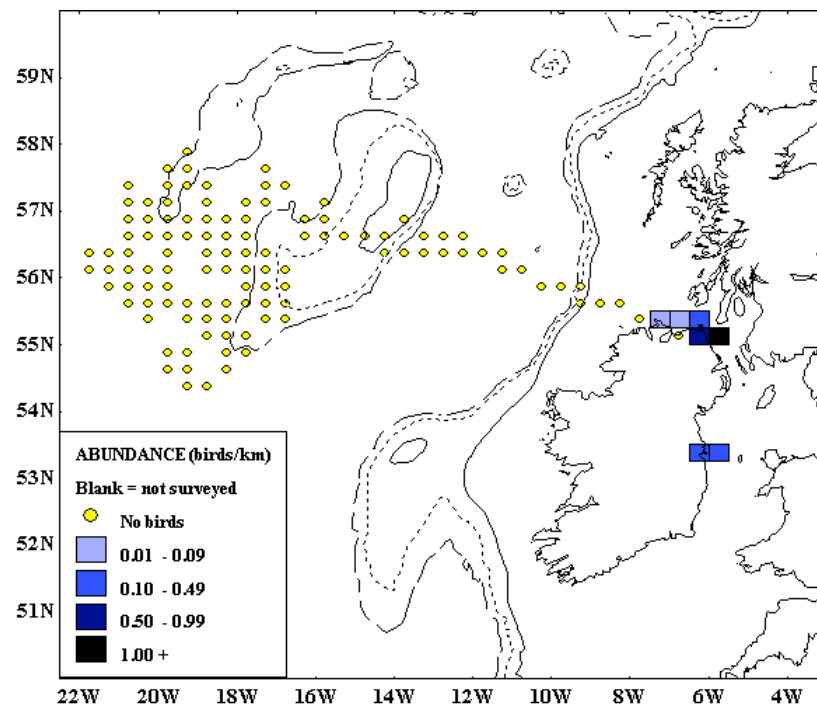 59N
58N
57N
56N
55N
54N
53N
52N
51N
ABUNDANCE (birds/km)
Blank = not surveyed
No birds
0.01 - 0.09
0.10 - 0.49
0.50 - 0.99
1.00 +
22W 20W 18W 16W 14W 12W 10W 8W 6W 4W